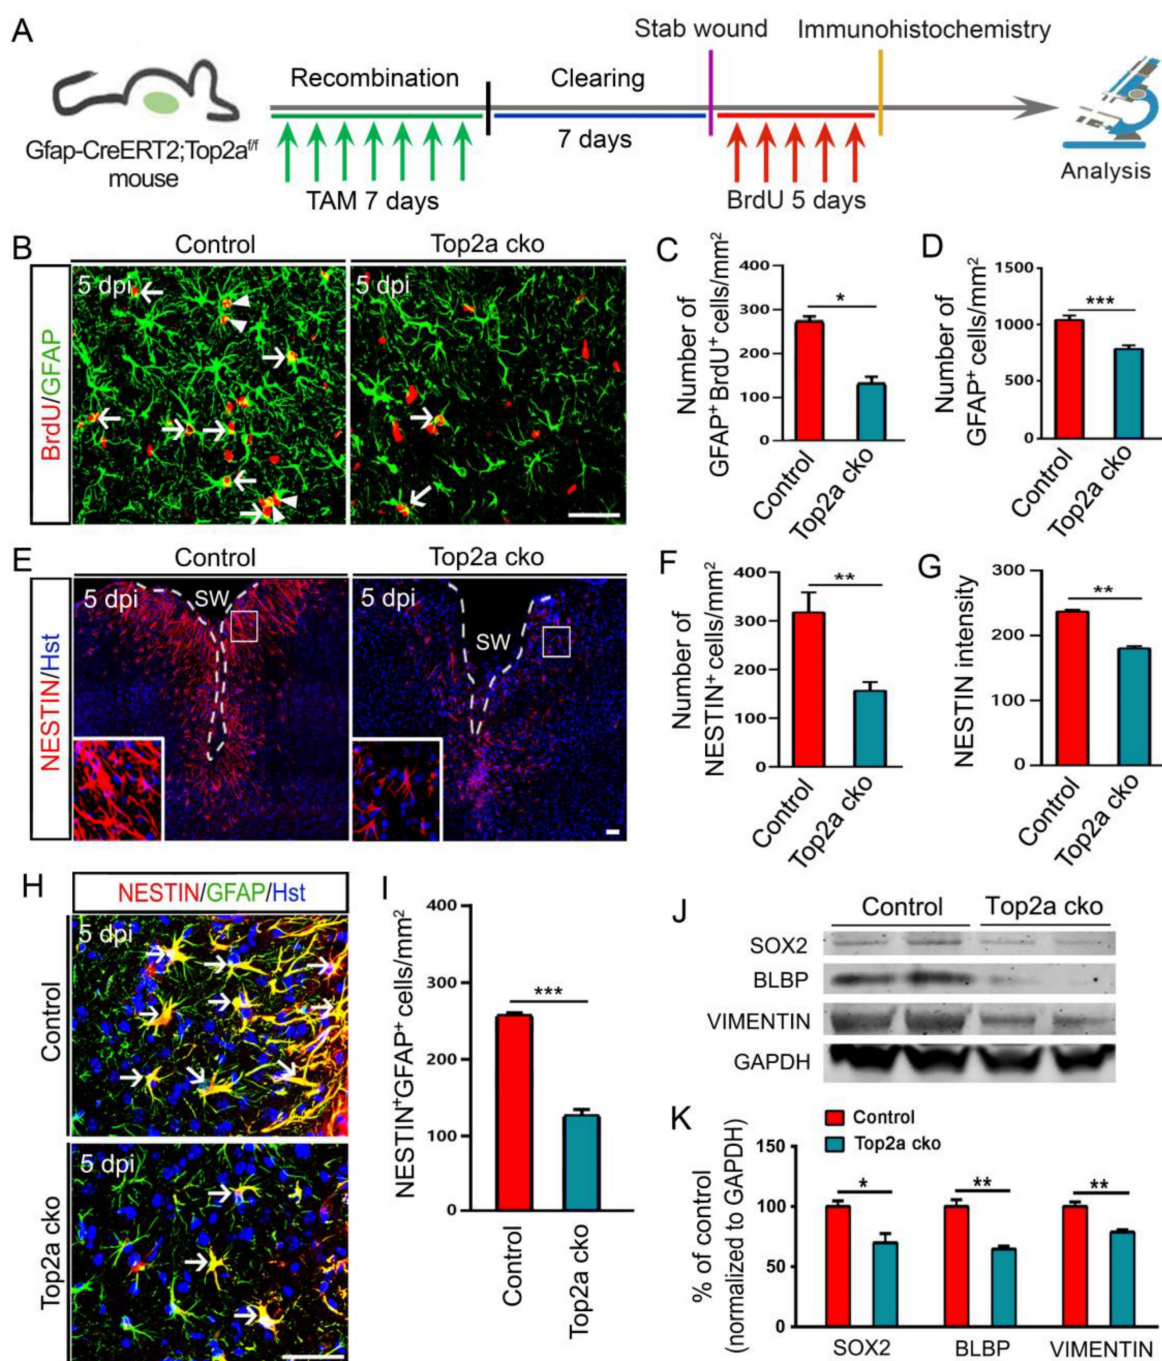 A
Stab wound
Immunohistochemistry
Recombination
Clearing
7 days
Gfap-CreERT2;Top2a^f/f
mouse
TAM 7 days
BrdU 5 days
Analysis
B
Control
Top2a cko
BrdU/GFAP
5 dpi
5 dpi
C
Number of
GFAP⁺BrdU⁺ cells/mm²
300
200
100
0
*
Control
Top2a cko
D
Number of
GFAP⁺ cells/mm²
1500
1000
500
0
***
Control
Top2a cko
E
Control
Top2a cko
NESTIN/Hst
5 dpi
SW
5 dpi
SW
F
Number of
NESTIN⁺ cells/mm²
400
300
200
100
0
**
Control
Top2a cko
G
NESTIN intensity
300
200
100
0
**
Control
Top2a cko
H
NESTIN/GFAP/Hst
Control
5 dpi
Top2a cko
5 dpi
I
NESTIN⁺GFAP⁺ cells/mm²
400
300
200
100
0
***
Control
Top2a cko
J
Control
Top2a cko
SOX2
BLBP
VIMENTIN
GAPDH
K
Control
Top2a cko
% of control
(normalized to GAPDH)
150
100
50
0
*
**
**
SOX2
BLBP
VIMENTIN